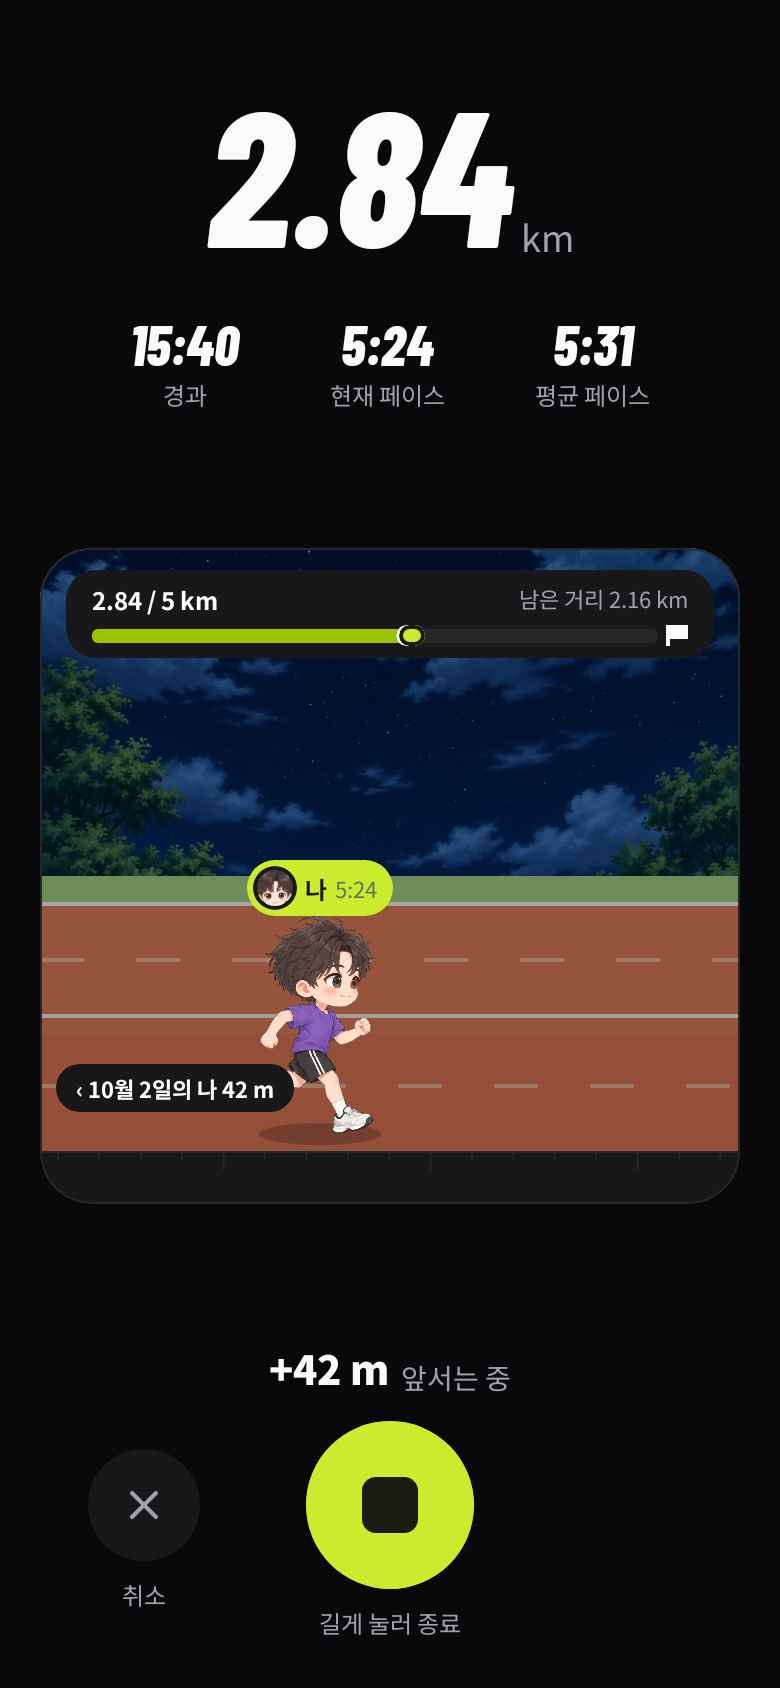 2.84 km
15:40 5:24 5:31
경과 현재 페이스 평균 페이스
2.84 / 5 km 남은 거리 2.16 km
나 5:24
‹ 10월 2일의 나 42 m
+42 m 앞서는 중
취소
길게 눌러 종료